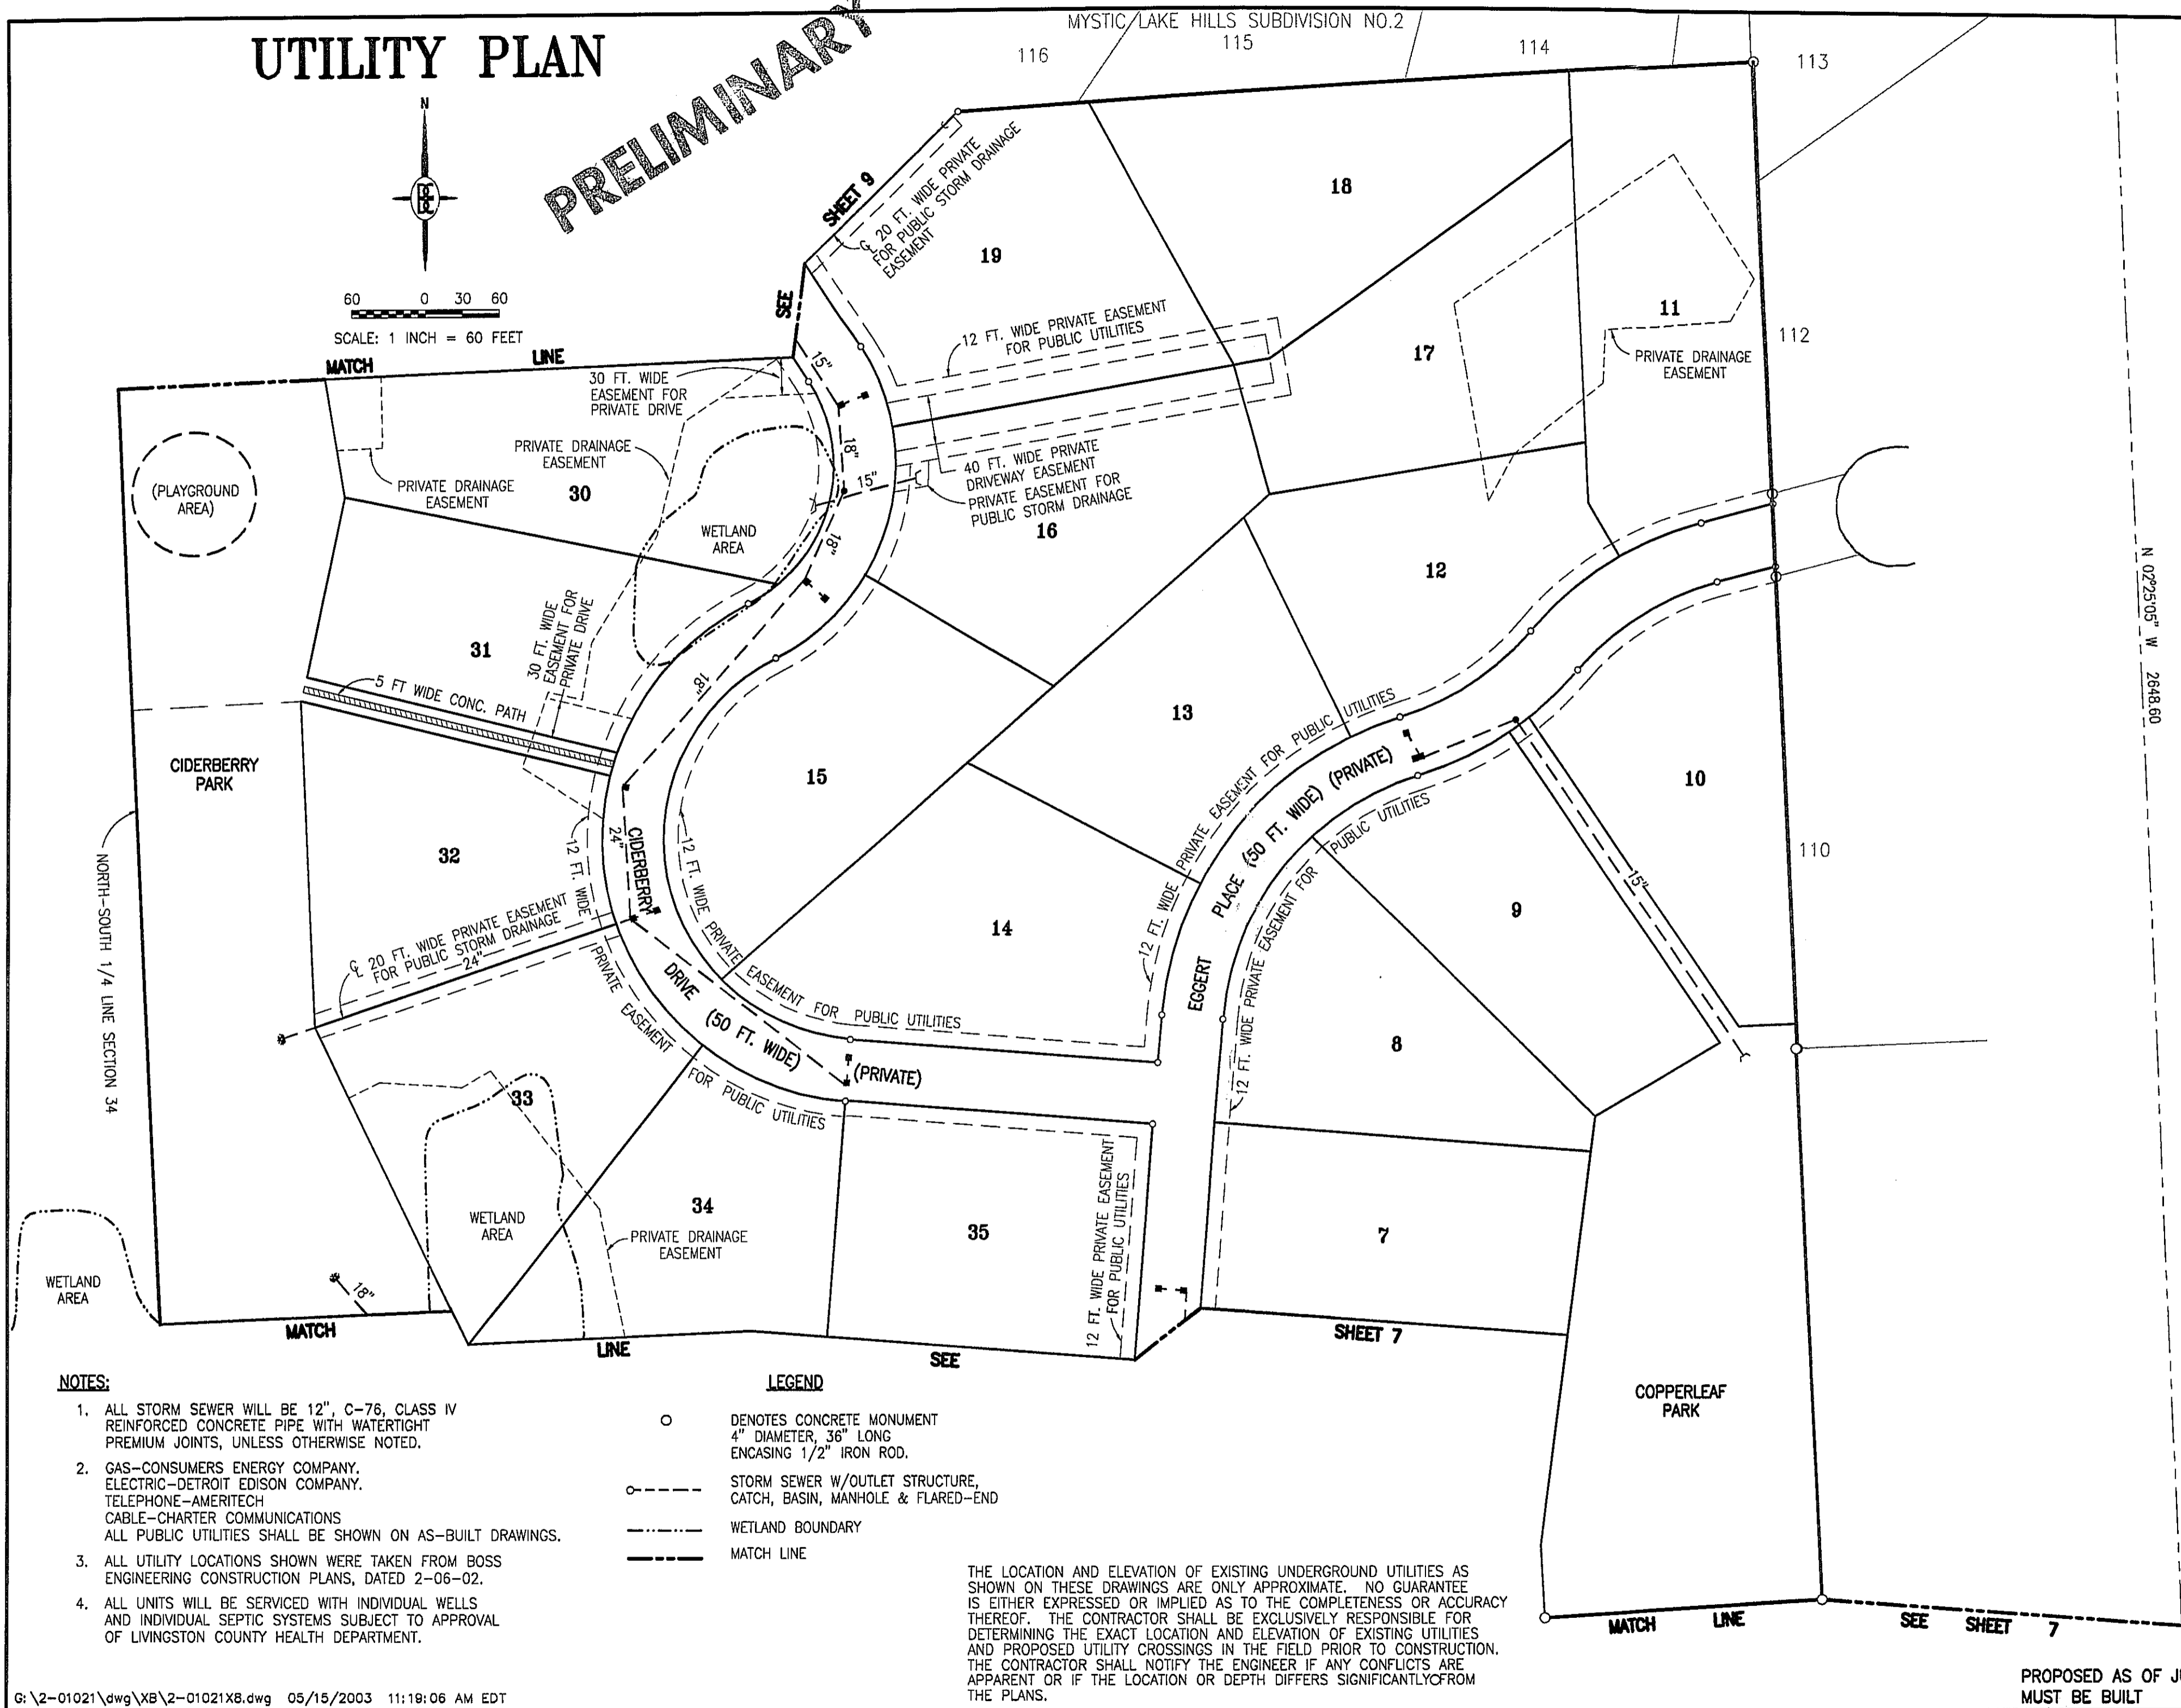 UTILITY PLAN
PRELIMINARY
N
60 0 30 60
SCALE: 1 INCH = 60 FEET
MYSTIC LAKE HILLS SUBDIVISION NO.2
116
115
114
113
112
110
SEE
SHEET 9
MATCH
LINE
℄ 20 FT. WIDE PRIVATE
FOR PUBLIC STORM DRAINAGE
EASEMENT
19
18
17
11
PRIVATE DRAINAGE
EASEMENT
12 FT. WIDE PRIVATE EASEMENT
FOR PUBLIC UTILITIES
40 FT. WIDE PRIVATE
DRIVEWAY EASEMENT
PRIVATE EASEMENT FOR
PUBLIC STORM DRAINAGE
16
15"
18"
15"
18"
18"
30 FT. WIDE
EASEMENT FOR
PRIVATE DRIVE
PRIVATE DRAINAGE
EASEMENT
30
PRIVATE DRAINAGE
EASEMENT
WETLAND
AREA
(PLAYGROUND
AREA)
31
30 FT. WIDE
EASEMENT FOR
PRIVATE DRIVE
5 FT WIDE CONC. PATH
CIDERBERRY
PARK
32
24"
12 FT. WIDE
PRIVATE
EASEMENT
FOR PUBLIC UTILITIES
℄ 20 FT. WIDE PRIVATE EASEMENT
FOR PUBLIC STORM DRAINAGE
24"
NORTH-SOUTH 1/4 LINE SECTION 34
CIDERBERRY
DRIVE
(50 FT. WIDE)
(PRIVATE)
12 FT. WIDE PRIVATE
EASEMENT FOR PUBLIC UTILITIES
15
14
13
12
12 FT. WIDE PRIVATE EASEMENT FOR PUBLIC UTILITIES
EGGERT
PLACE (50 FT. WIDE) (PRIVATE)
12 FT. WIDE PRIVATE EASEMENT FOR
PUBLIC UTILITIES
10
15"
9
8
7
33
WETLAND
AREA
34
PRIVATE DRAINAGE
EASEMENT
35
12 FT. WIDE PRIVATE EASEMENT
FOR PUBLIC UTILITIES
WETLAND
AREA
18"
MATCH
LINE
SEE
SHEET 7
COPPERLEAF
PARK
N 02°25'05" W 2648.60
MATCH LINE
SEE SHEET 7
NOTES:
1. ALL STORM SEWER WILL BE 12", C-76, CLASS IV
REINFORCED CONCRETE PIPE WITH WATERTIGHT
PREMIUM JOINTS, UNLESS OTHERWISE NOTED.
2. GAS-CONSUMERS ENERGY COMPANY.
ELECTRIC-DETROIT EDISON COMPANY.
TELEPHONE-AMERITECH
CABLE-CHARTER COMMUNICATIONS
ALL PUBLIC UTILITIES SHALL BE SHOWN ON AS-BUILT DRAWINGS.
3. ALL UTILITY LOCATIONS SHOWN WERE TAKEN FROM BOSS
ENGINEERING CONSTRUCTION PLANS, DATED 2-06-02.
4. ALL UNITS WILL BE SERVICED WITH INDIVIDUAL WELLS
AND INDIVIDUAL SEPTIC SYSTEMS SUBJECT TO APPROVAL
OF LIVINGSTON COUNTY HEALTH DEPARTMENT.
LEGEND
DENOTES CONCRETE MONUMENT
4" DIAMETER, 36" LONG
ENCASING 1/2" IRON ROD.
STORM SEWER W/OUTLET STRUCTURE,
CATCH, BASIN, MANHOLE & FLARED-END
WETLAND BOUNDARY
MATCH LINE
THE LOCATION AND ELEVATION OF EXISTING UNDERGROUND UTILITIES AS
SHOWN ON THESE DRAWINGS ARE ONLY APPROXIMATE. NO GUARANTEE
IS EITHER EXPRESSED OR IMPLIED AS TO THE COMPLETENESS OR ACCURACY
THEREOF. THE CONTRACTOR SHALL BE EXCLUSIVELY RESPONSIBLE FOR
DETERMINING THE EXACT LOCATION AND ELEVATION OF EXISTING UTILITIES
AND PROPOSED UTILITY CROSSINGS IN THE FIELD PRIOR TO CONSTRUCTION.
THE CONTRACTOR SHALL NOTIFY THE ENGINEER IF ANY CONFLICTS ARE
APPARENT OR IF THE LOCATION OR DEPTH DIFFERS SIGNIFICANTLY FROM
THE PLANS.
PROPOSED AS OF
MUST BE BUILT
G:\2-01021\dwg\XB\2-01021X8.dwg 05/15/2003 11:19:06 AM EDT